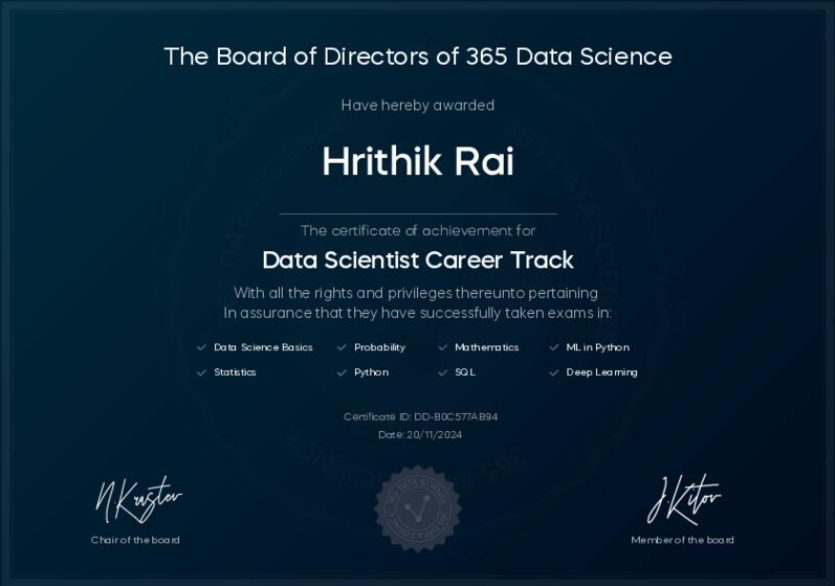 The Board of Directors of 365 Data Science
Have hereby awarded
Hrithik Rai
The certificate of achievement for
Data Scientist Career Track
With all the rights and privileges thereunto pertaining
In assurance that they have successfully taken exams in:
Data Science Basics Probability Mathematics ML in Python
Statistics Python SQL Deep Learning
Certificate ID: DD-B0C577AB94
Date: 20/11/2024
N.Krastev J.Kitov
Chair of the board Member of the board